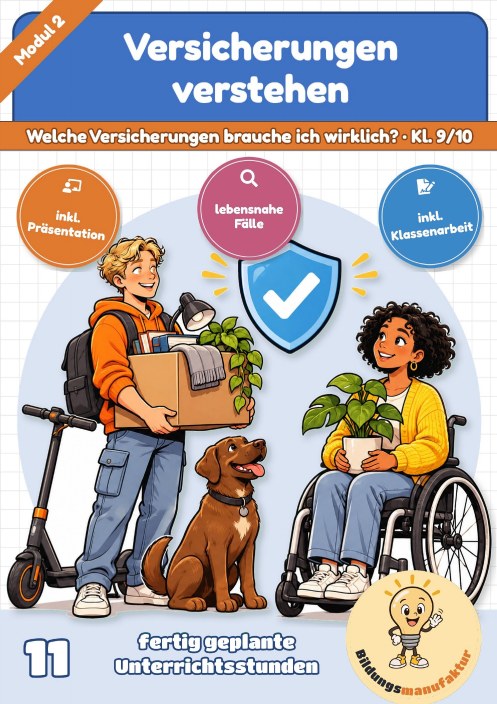 Modul 2
Versicherungen
verstehen
Welche Versicherungen brauche ich wirklich? • Kl. 9/10
inkl.
Präsentation
lebensnahe
Fälle
inkl.
Klassenarbeit
11
fertig geplante
Unterrichtsstunden
Bildungsmanufaktur